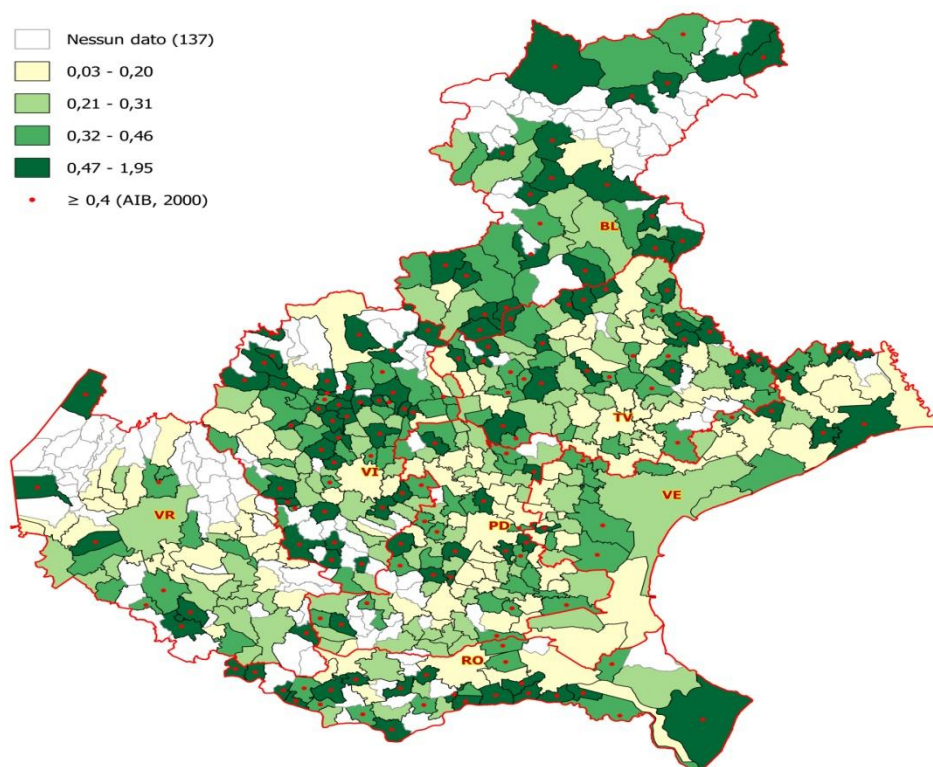 Nessun dato (137)
0,03 - 0,20
0,21 - 0,31
0,32 - 0,46
0,47 - 1,95
≥ 0,4 (AIB, 2000)
BL
TV
VI
VE
VR
PD
RO